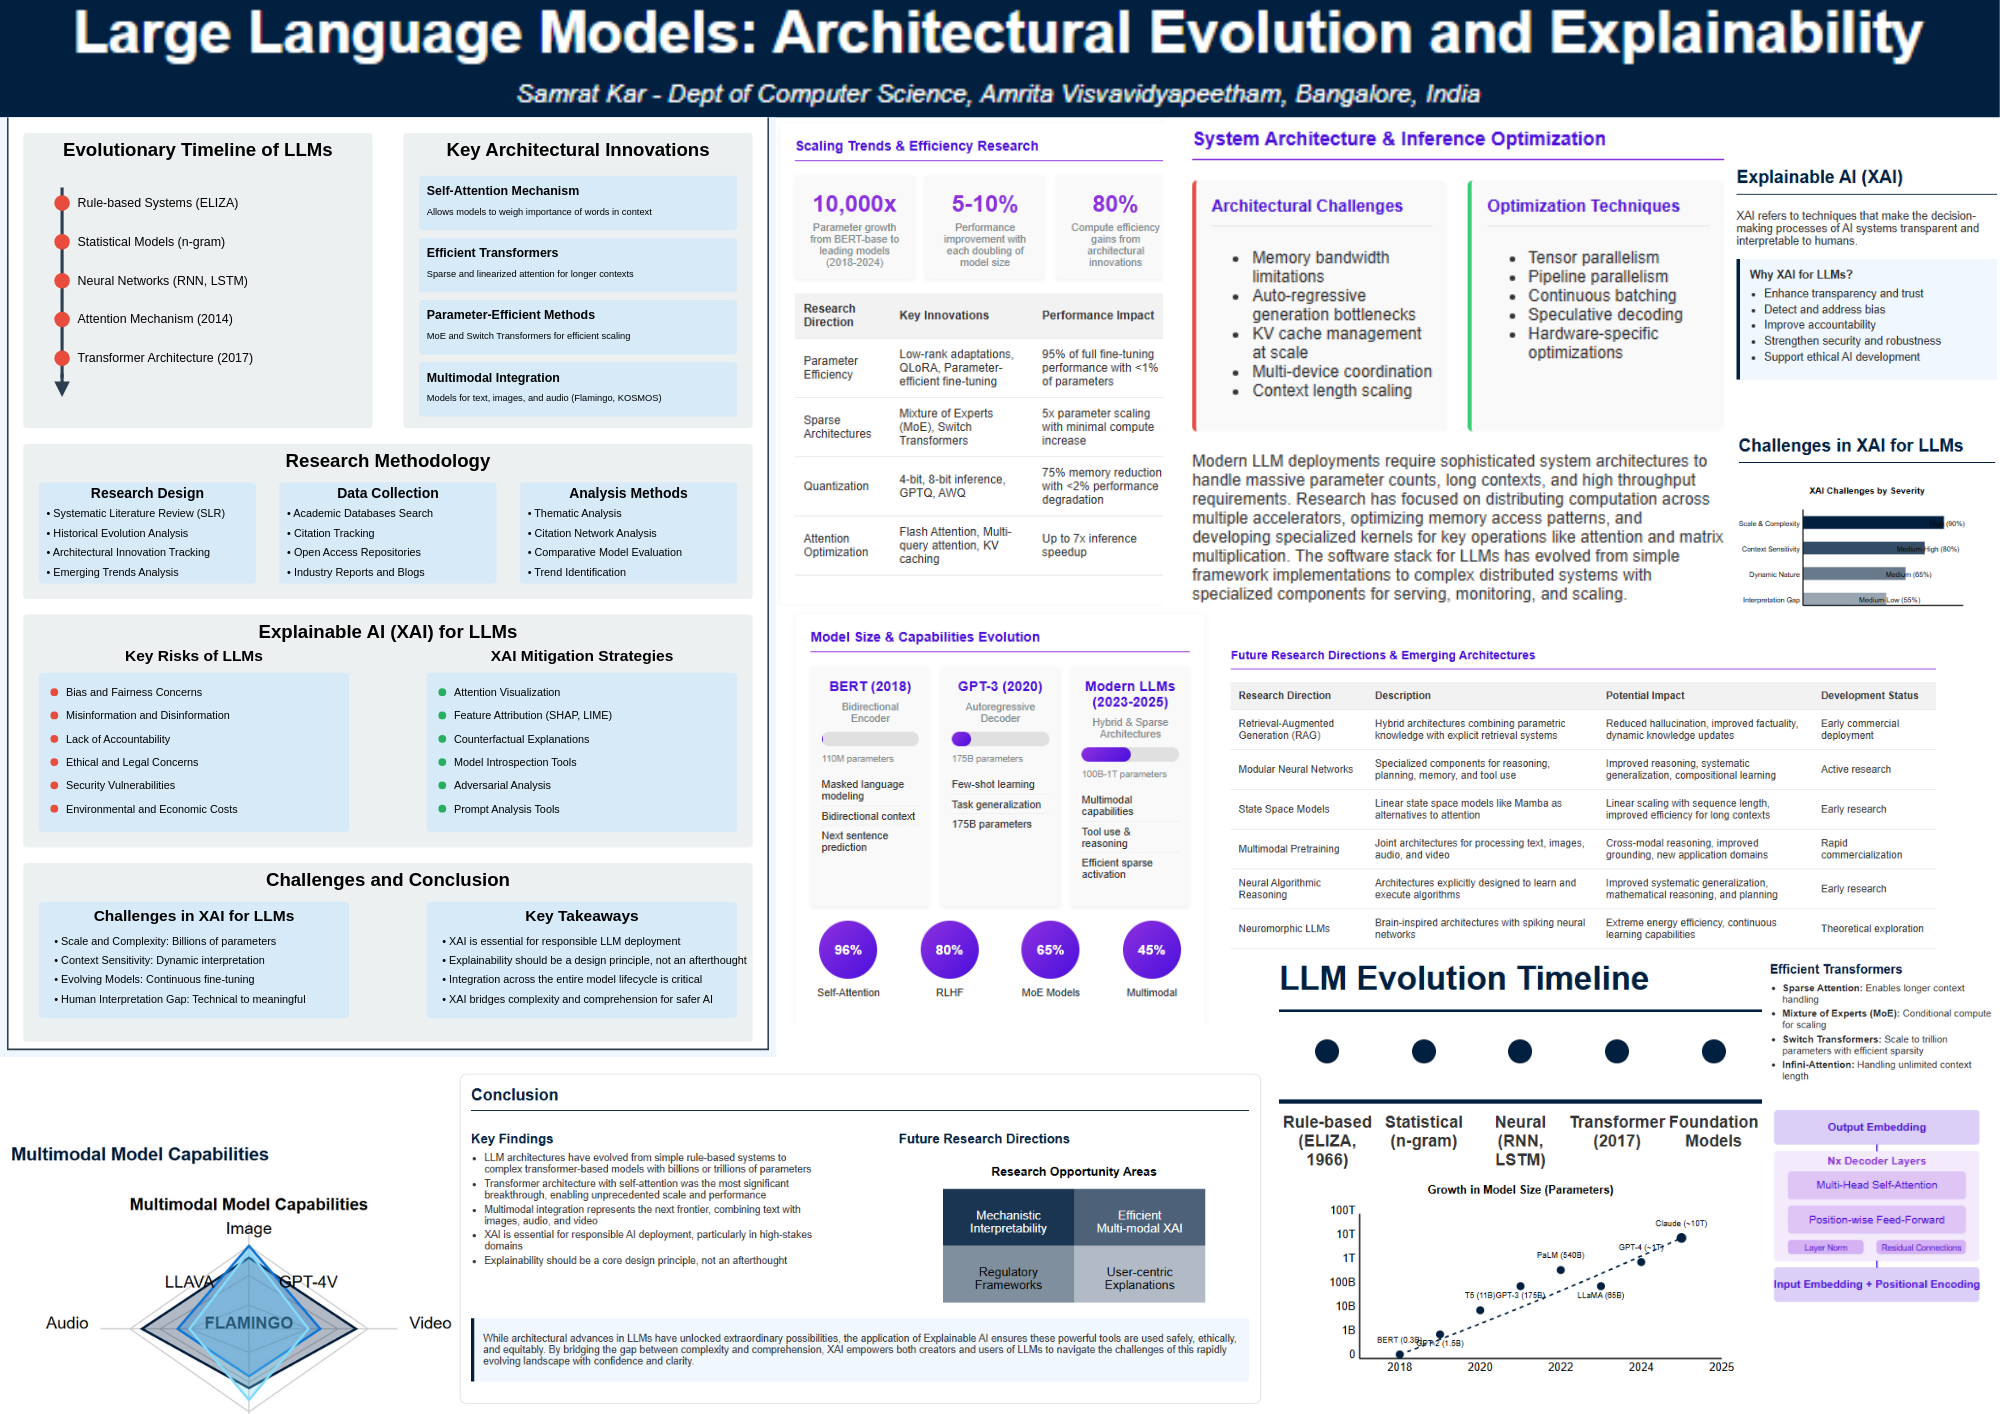 Large Language Models: Architectural Evolution and Explainability
Samrat Kar - Dept of Computer Science, Amrita Visvavidyapeetham, Bangalore, India
Evolutionary Timeline of LLMs
Rule-based Systems (ELIZA)
Statistical Models (n-gram)
Neural Networks (RNN, LSTM)
Attention Mechanism (2014)
Transformer Architecture (2017)
Key Architectural Innovations
Self-Attention Mechanism
Allows models to weigh importance of words in context
Efficient Transformers
Sparse and linearized attention for longer contexts
Parameter-Efficient Methods
MoE and Switch Transformers for efficient scaling
Multimodal Integration
Models for text, images, and audio (Flamingo, KOSMOS)
Research Methodology
Research Design
• Systematic Literature Review (SLR)
• Historical Evolution Analysis
• Architectural Innovation Tracking
• Emerging Trends Analysis
Data Collection
• Academic Databases Search
• Citation Tracking
• Open Access Repositories
• Industry Reports and Blogs
Analysis Methods
• Thematic Analysis
• Citation Network Analysis
• Comparative Model Evaluation
• Trend Identification
Explainable AI (XAI) for LLMs
Key Risks of LLMs
Bias and Fairness Concerns
Misinformation and Disinformation
Lack of Accountability
Ethical and Legal Concerns
Security Vulnerabilities
Environmental and Economic Costs
XAI Mitigation Strategies
Attention Visualization
Feature Attribution (SHAP, LIME)
Counterfactual Explanations
Model Introspection Tools
Adversarial Analysis
Prompt Analysis Tools
Challenges and Conclusion
Challenges in XAI for LLMs
• Scale and Complexity: Billions of parameters
• Context Sensitivity: Dynamic interpretation
• Evolving Models: Continuous fine-tuning
• Human Interpretation Gap: Technical to meaningful
Key Takeaways
• XAI is essential for responsible LLM deployment
• Explainability should be a design principle, not an afterthought
• Integration across the entire model lifecycle is critical
• XAI bridges complexity and comprehension for safer AI
Scaling Trends & Efficiency Research
10,000x
Parameter growth
from BERT-base to
leading models
(2018-2024)
5-10%
Performance
improvement with
each doubling of
model size
80%
Compute efficiency
gains from
architectural
innovations
Research
Direction
Key Innovations
Performance Impact
Parameter
Efficiency
Low-rank adaptations,
QLoRA, Parameter-
efficient fine-tuning
95% of full fine-tuning
performance with <1%
of parameters
Sparse
Architectures
Mixture of Experts
(MoE), Switch
Transformers
5x parameter scaling
with minimal compute
increase
Quantization
4-bit, 8-bit inference,
GPTQ, AWQ
75% memory reduction
with <2% performance
degradation
Attention
Optimization
Flash Attention, Multi-
query attention, KV
caching
Up to 7x inference
speedup
System Architecture & Inference Optimization
Architectural Challenges
• Memory bandwidth
limitations
• Auto-regressive
generation bottlenecks
• KV cache management
at scale
• Multi-device coordination
• Context length scaling
Optimization Techniques
• Tensor parallelism
• Pipeline parallelism
• Continuous batching
• Speculative decoding
• Hardware-specific
optimizations
Modern LLM deployments require sophisticated system architectures to
handle massive parameter counts, long contexts, and high throughput
requirements. Research has focused on distributing computation across
multiple accelerators, optimizing memory access patterns, and
developing specialized kernels for key operations like attention and matrix
multiplication. The software stack for LLMs has evolved from simple
framework implementations to complex distributed systems with
specialized components for serving, monitoring, and scaling.
Explainable AI (XAI)
XAI refers to techniques that make the decision-
making processes of AI systems transparent and
interpretable to humans.
Why XAI for LLMs?
• Enhance transparency and trust
• Detect and address bias
• Improve accountability
• Strengthen security and robustness
• Support ethical AI development
Challenges in XAI for LLMs
XAI Challenges by Severity
Scale & Complexity
(90%)
Context Sensitivity
Medium-High (80%)
Dynamic Nature
Medium (65%)
Interpretation Gap
Medium-Low (55%)
Model Size & Capabilities Evolution
BERT (2018)
Bidirectional
Encoder
110M parameters
Masked language
modeling
Bidirectional context
Next sentence
prediction
GPT-3 (2020)
Autoregressive
Decoder
175B parameters
Few-shot learning
Task generalization
175B parameters
Modern LLMs
(2023-2025)
Hybrid & Sparse
Architectures
100B-1T parameters
Multimodal
capabilities
Tool use &
reasoning
Efficient sparse
activation
96%
Self-Attention
80%
RLHF
65%
MoE Models
45%
Multimodal
Future Research Directions & Emerging Architectures
Research Direction
Description
Potential Impact
Development Status
Retrieval-Augmented
Generation (RAG)
Hybrid architectures combining parametric
knowledge with explicit retrieval systems
Reduced hallucination, improved factuality,
dynamic knowledge updates
Early commercial
deployment
Modular Neural Networks
Specialized components for reasoning,
planning, memory, and tool use
Improved reasoning, systematic
generalization, compositional learning
Active research
State Space Models
Linear state space models like Mamba as
alternatives to attention
Linear scaling with sequence length,
improved efficiency for long contexts
Early research
Multimodal Pretraining
Joint architectures for processing text, images,
audio, and video
Cross-modal reasoning, improved
grounding, new application domains
Rapid
commercialization
Neural Algorithmic
Reasoning
Architectures explicitly designed to learn and
execute algorithms
Improved systematic generalization,
mathematical reasoning, and planning
Early research
Neuromorphic LLMs
Brain-inspired architectures with spiking neural
networks
Extreme energy efficiency, continuous
learning capabilities
Theoretical exploration
LLM Evolution Timeline
Rule-based
(ELIZA,
1966)
Statistical
(n-gram)
Neural
(RNN,
LSTM)
Transformer
(2017)
Foundation
Models
Growth in Model Size (Parameters)
100T
10T
1T
100B
10B
1B
0
2018
2020
2022
2024
2025
BERT (0.3B)
GPT-2 (1.5B)
T5 (11B)
GPT-3 (175B)
PaLM (540B)
LLaMA (65B)
GPT-4 (~1T)
Claude (~10T)
Efficient Transformers
• Sparse Attention: Enables longer context
handling
• Mixture of Experts (MoE): Conditional compute
for scaling
• Switch Transformers: Scale to trillion
parameters with efficient sparsity
• Infini-Attention: Handling unlimited context
length
Output Embedding
Nx Decoder Layers
Multi-Head Self-Attention
Position-wise Feed-Forward
Layer Norm
Residual Connections
Input Embedding + Positional Encoding
Multimodal Model Capabilities
Multimodal Model Capabilities
Image
LLAVA
GPT-4V
Audio
FLAMINGO
Video
Conclusion
Key Findings
• LLM architectures have evolved from simple rule-based systems to
complex transformer-based models with billions or trillions of parameters
• Transformer architecture with self-attention was the most significant
breakthrough, enabling unprecedented scale and performance
• Multimodal integration represents the next frontier, combining text with
images, audio, and video
• XAI is essential for responsible AI deployment, particularly in high-stakes
domains
• Explainability should be a core design principle, not an afterthought
Future Research Directions
Research Opportunity Areas
Mechanistic
Interpretability
Efficient
Multi-modal XAI
Regulatory
Frameworks
User-centric
Explanations
While architectural advances in LLMs have unlocked extraordinary possibilities, the application of Explainable AI ensures these powerful tools are used safely, ethically,
and equitably. By bridging the gap between complexity and comprehension, XAI empowers both creators and users of LLMs to navigate the challenges of this rapidly
evolving landscape with confidence and clarity.